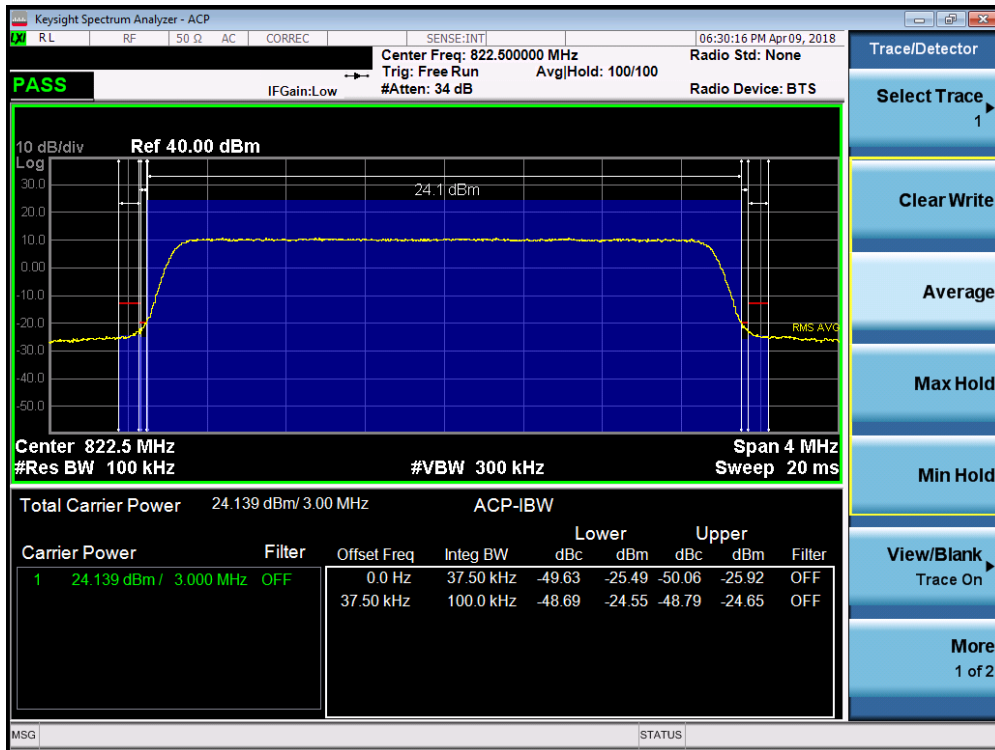 Keysight Spectrum Analyzer - ACP
LXI RL RF 50 Ω AC CORREC SENSE:INT 06:30:16 PM Apr 09, 2018
Center Freq: 822.500000 MHz Radio Std: None
Trig: Free Run Avg|Hold: 100/100
PASS IFGain:Low #Atten: 34 dB Radio Device: BTS
10 dB/div Ref 40.00 dBm
Log
30.0
24.1 dBm
20.0
10.0
0.00
-10.0
-20.0
RMS AVG
-30.0
-40.0
-50.0
Center 822.5 MHz Span 4 MHz
#Res BW 100 kHz #VBW 300 kHz Sweep 20 ms
Total Carrier Power 24.139 dBm/ 3.00 MHz ACP-IBW
Lower Upper
Carrier Power Filter Offset Freq Integ BW dBc dBm dBc dBm Filter
1 24.139 dBm / 3.000 MHz OFF 0.0 Hz 37.50 kHz -49.63 -25.49 -50.06 -25.92 OFF
37.50 kHz 100.0 kHz -48.69 -24.55 -48.79 -24.65 OFF
MSG STATUS
Trace/Detector
Select Trace
1
Clear Write
Average
Max Hold
Min Hold
View/Blank
Trace On
More
1 of 2